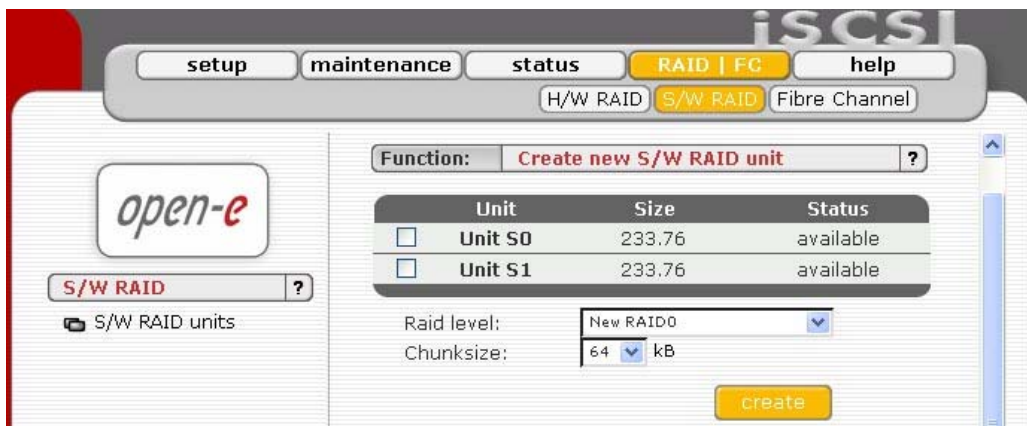 iSCSI
setup maintenance status RAID | FC help
H/W RAID S/W RAID Fibre Channel
open-e
S/W RAID ?
S/W RAID units
Function: Create new S/W RAID unit ?
Unit Size Status
Unit S0 233.76 available
Unit S1 233.76 available
Raid level: New RAID0
Chunksize: 64 kB
create